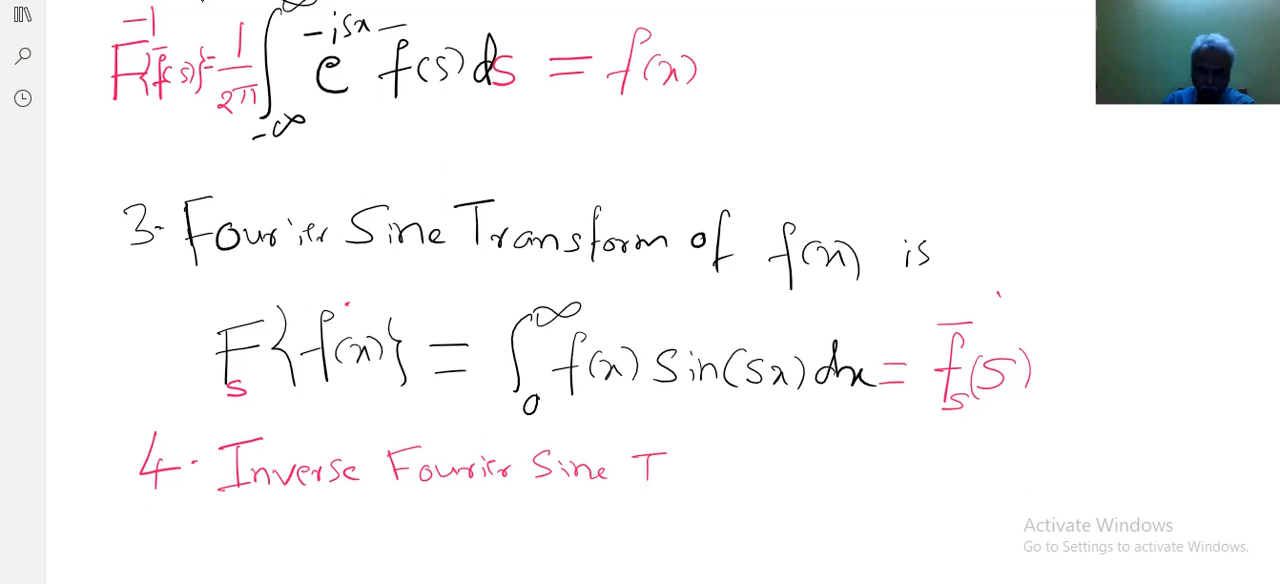 F⁻¹{f̄(s)} = 1/2π ∫_{-∞}^{∞} e^{-isx} f̄(s) ds = f(x)
3. Fourier Sine Transform of f(x) is
F_s{f(x)} = ∫_0^∞ f(x) Sin(sx) dx = f̄_s(s)
4. Inverse Fourier Sine T
Activate Windows
Go to Settings to activate Windows.